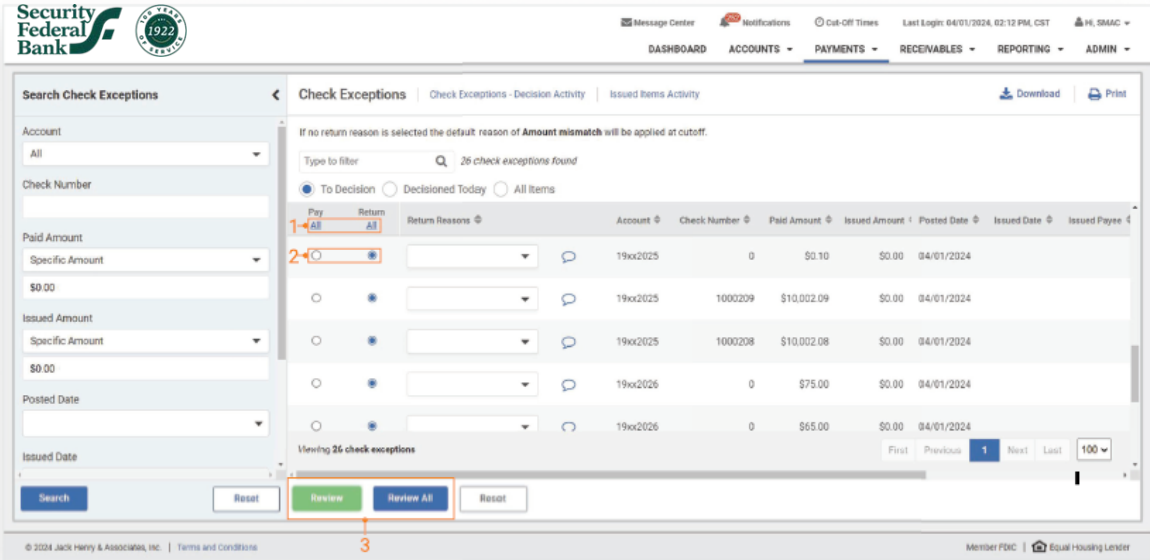 Security
Federal
Bank
100 YEARS
1922
OF SERVICE
Message Center
Notifications
Cut-Off Times
Last Login: 04/01/2024, 02:12 PM, CST
Hi, SMAC
DASHBOARD ACCOUNTS PAYMENTS RECEIVABLES REPORTING ADMIN
Search Check Exceptions
Account
All
Check Number
Paid Amount
Specific Amount
$0.00
Issued Amount
Specific Amount
$0.00
Posted Date
Issued Date
Search Reset
Check Exceptions Check Exceptions - Decision Activity Issued Items Activity Download Print
If no return reason is selected the default reason of Amount mismatch will be applied at cutoff.
Type to filter 26 check exceptions found
To Decision Decisioned Today All Items
Pay Return Return Reasons Account Check Number Paid Amount Issued Amount Posted Date Issued Date Issued Payee
1 All All
2 19xx2025 0 $0.10 $0.00 04/01/2024
19xx2025 1000209 $10,002.09 $0.00 04/01/2024
19xx2025 1000208 $10,002.08 $0.00 04/01/2024
19xx2026 0 $75.00 $0.00 04/01/2024
19xx2026 0 $65.00 $0.00 04/01/2024
Viewing 26 check exceptions First Previous 1 Next Last 100
Review Review All Reset
3
© 2024 Jack Henry & Associates, Inc. | Terms and Conditions Member FDIC | Equal Housing Lender